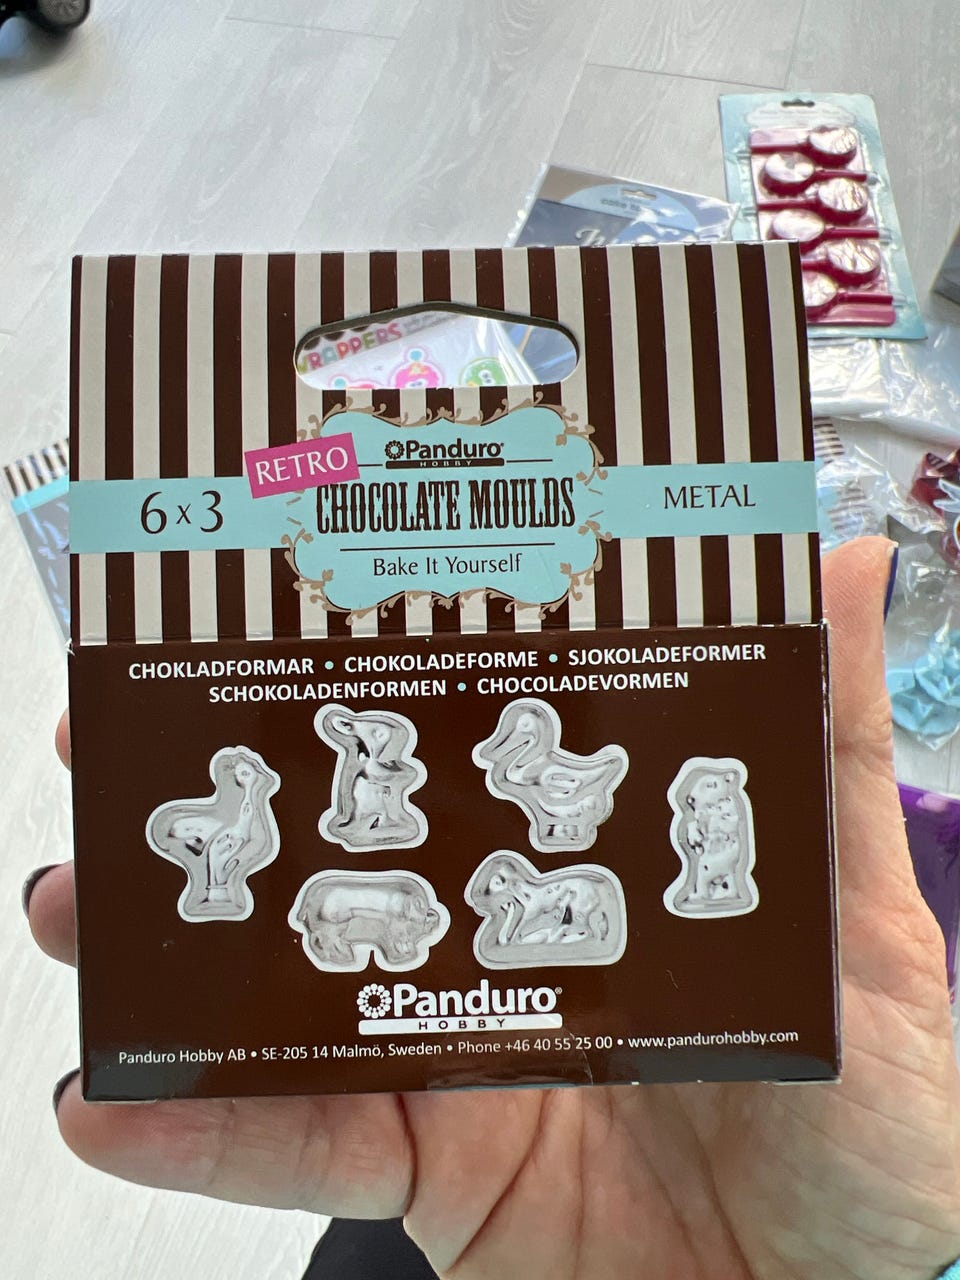 WRAPPERS
Panduro®
HOBBY
RETRO
CHOCOLATE MOULDS
6 x 3
METAL
Bake It Yourself
CHOKLADFORMAR • CHOKOLADEFORME • SJOKOLADEFORMER
SCHOKOLADENFORMEN • CHOCOLADEVORMEN
Panduro®
HOBBY
Panduro Hobby AB • SE-205 14 Malmö, Sweden • Phone +46 40 55 25 00 • www.pandurohobby.com